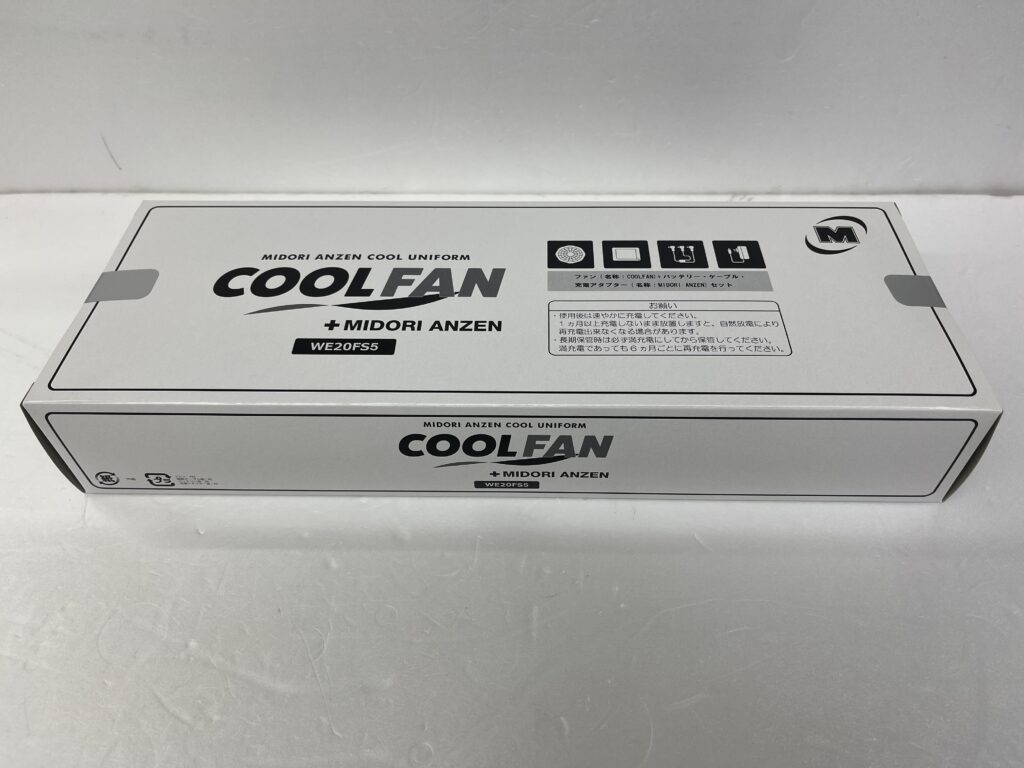 MIDORI ANZEN COOL UNIFORM
COOLFAN
+MIDORI ANZEN
WE20FS5
M
ファン(名称:COOLFAN)+バッテリー・ケーブル・
充電アダプター(名称:MIDORI ANZEN)セット
お願い
・使用後は速やかに充電してください。
1ヵ月以上充電しないまま放置しますと、自然放電により
再充電出来なくなる場合があります。
・長期保管時は必ず満充電にしてから保管してください。
満充電であっても6ヵ月ごとに再充電を行ってください。
MIDORI ANZEN COOL UNIFORM
COOLFAN
+MIDORI ANZEN
WE20FS5
紙
プラ